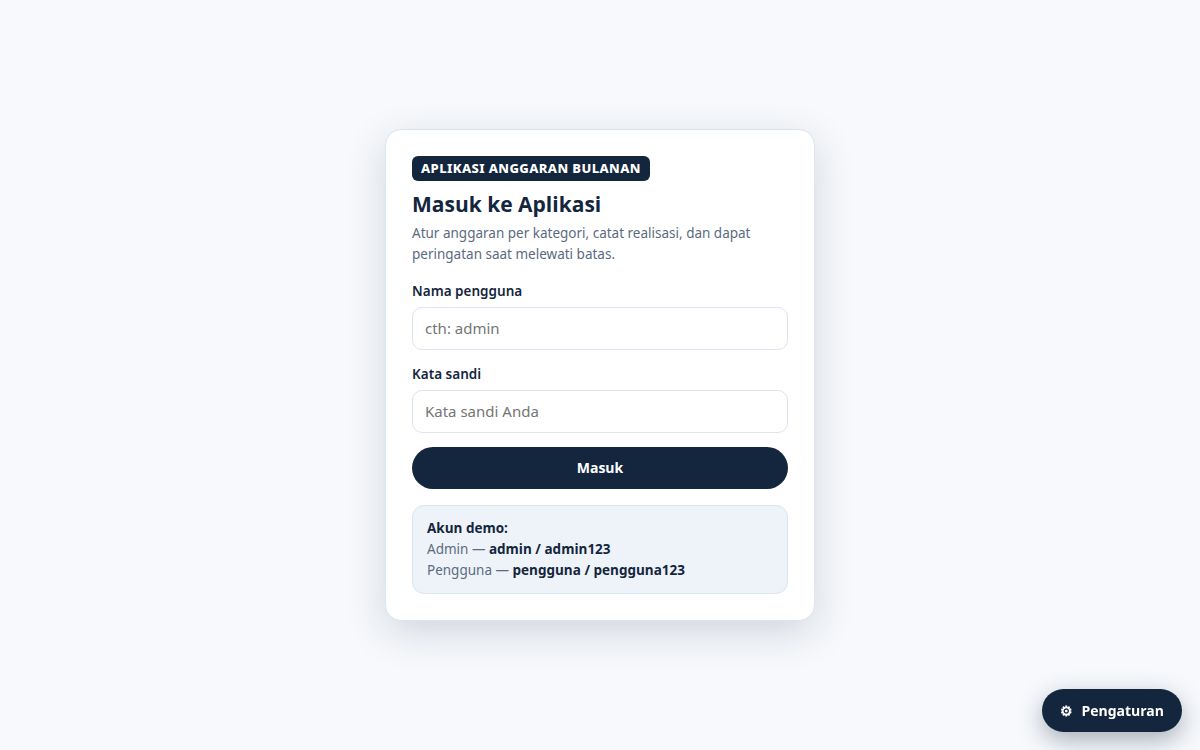 APLIKASI ANGGARAN BULANAN
Masuk ke Aplikasi
Atur anggaran per kategori, catat realisasi, dan dapat
peringatan saat melewati batas.
Nama pengguna
cth: admin
Kata sandi
Kata sandi Anda
Masuk
Akun demo:
Admin — admin / admin123
Pengguna — pengguna / pengguna123
⚙ Pengaturan